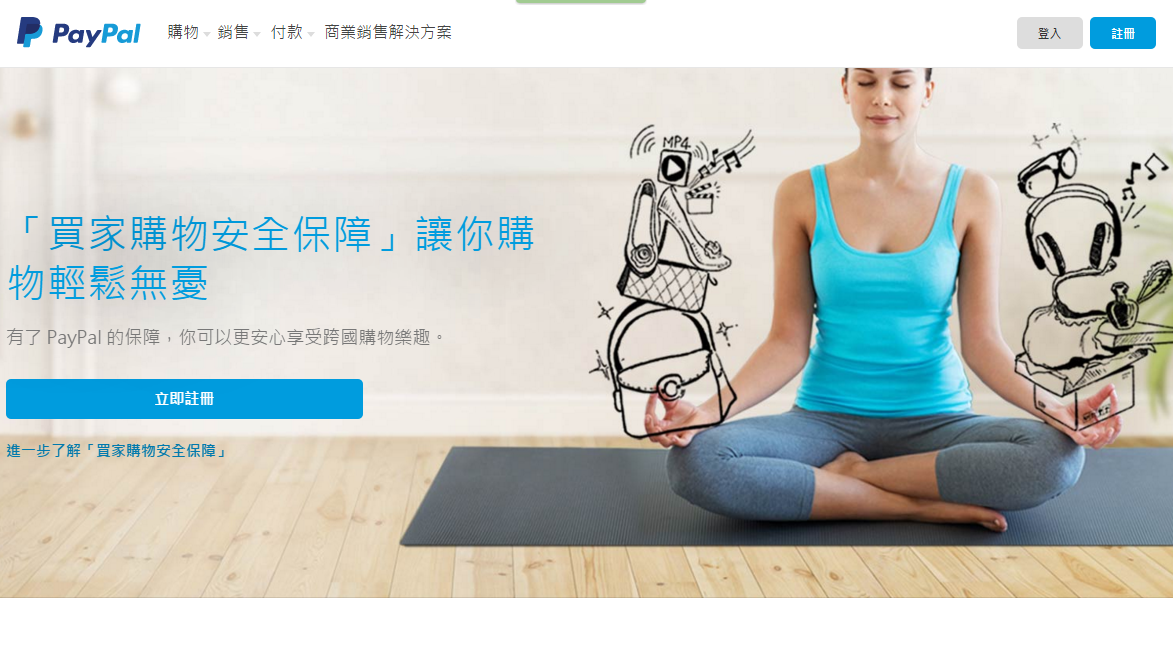 PayPal 購物 銷售 付款 商業銷售解決方案 登入 註冊
MP4
「買家購物安全保障」讓你購
物輕鬆無憂
有了 PayPal 的保障，你可以更安心享受跨國購物樂趣。
立即註冊
進一步了解「買家購物安全保障」